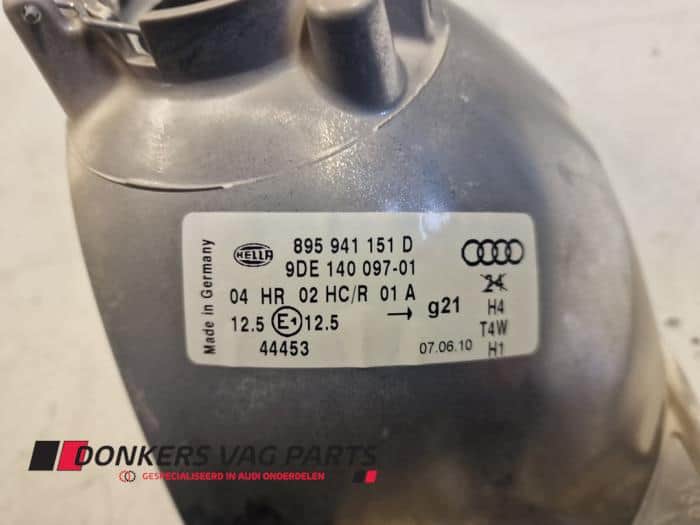 Made in Germany
HELLA
895 941 151 D
9DE 140 097-01
04 HR 02 HC/R 01 A
12.5 E1 12.5
44453
→ g21
24
H4
T4W
07.06.10 H1
DONKERS VAG PARTS
GESPECIALISEERD IN AUDI ONDERDELEN